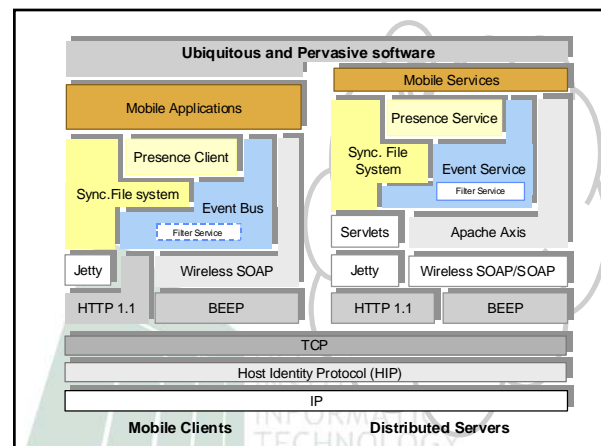 Ubiquitous and Pervasive software
Mobile Applications
Presence Client
Sync.File system
Event Bus
Filter Service
Jetty
Wireless SOAP
HTTP 1.1
BEEP
Mobile Services
Presence Service
Sync. File
System
Event Service
Filter Service
Servlets
Apache Axis
Jetty
Wireless SOAP/SOAP
HTTP 1.1
BEEP
TCP
Host Identity Protocol (HIP)
IP
Mobile Clients
Distributed Servers
TECHNOLOGY